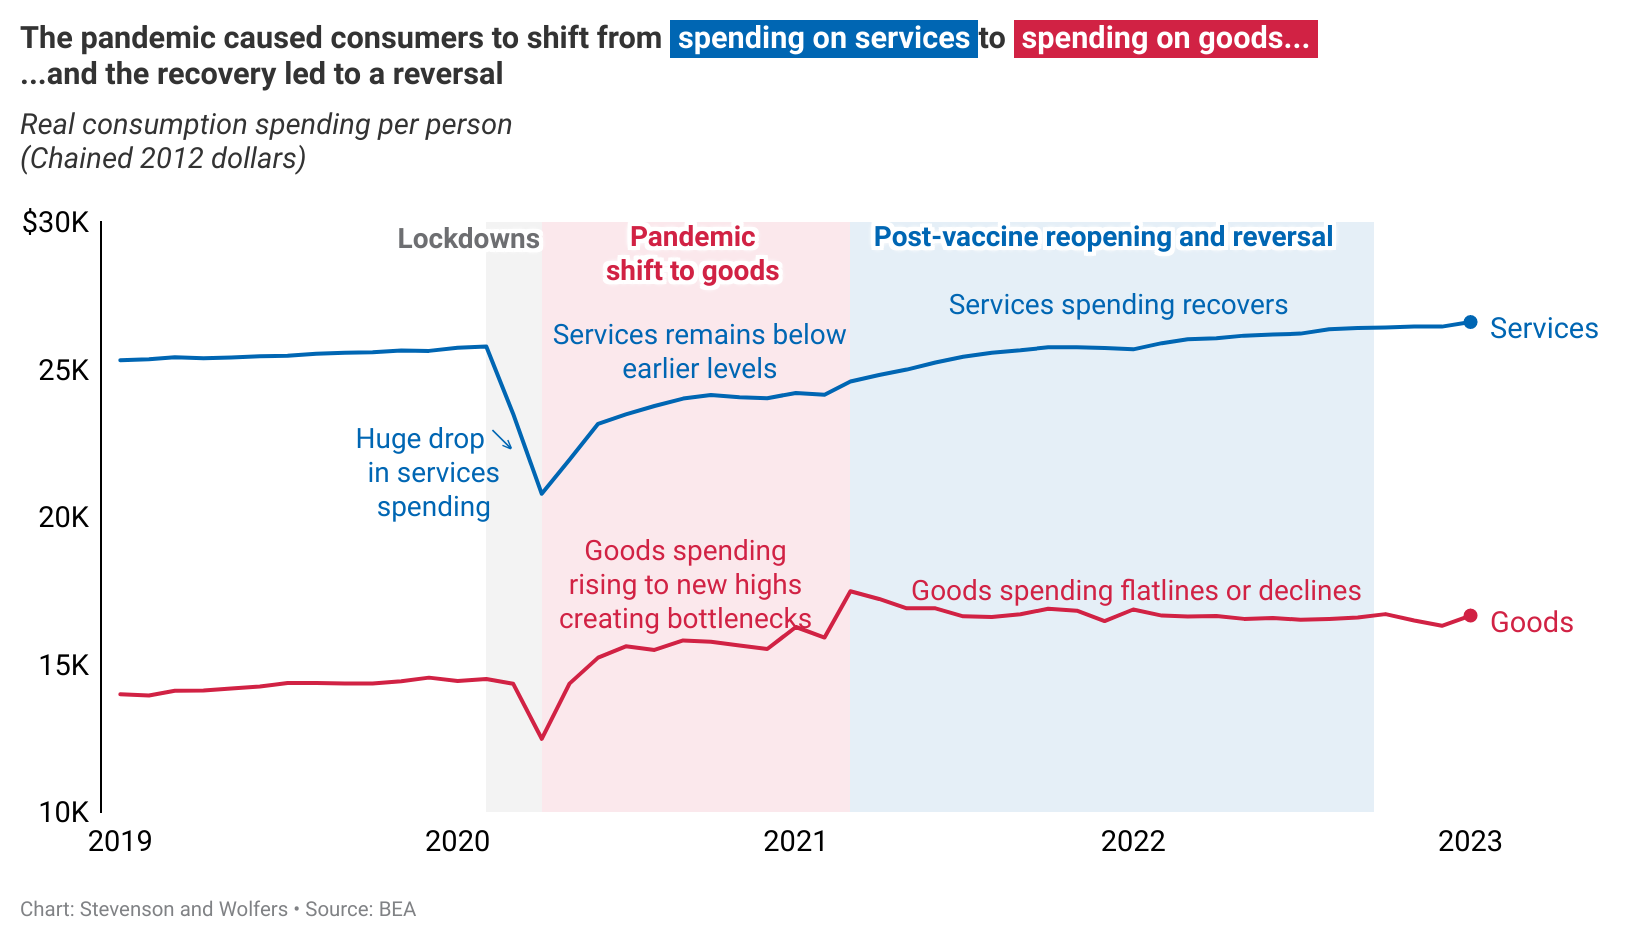 The pandemic caused consumers to shift from spending on services to spending on goods...
...and the recovery led to a reversal
Real consumption spending per person
(Chained 2012 dollars)
$30K
25K
20K
15K
10K
Lockdowns
Pandemic
shift to goods
Post-vaccine reopening and reversal
Services remains below
earlier levels
Services spending recovers
Services
Huge drop
in services
spending
Goods spending
rising to new highs
creating bottlenecks
Goods spending flatlines or declines
Goods
2019
2020
2021
2022
2023
Chart: Stevenson and Wolfers • Source: BEA